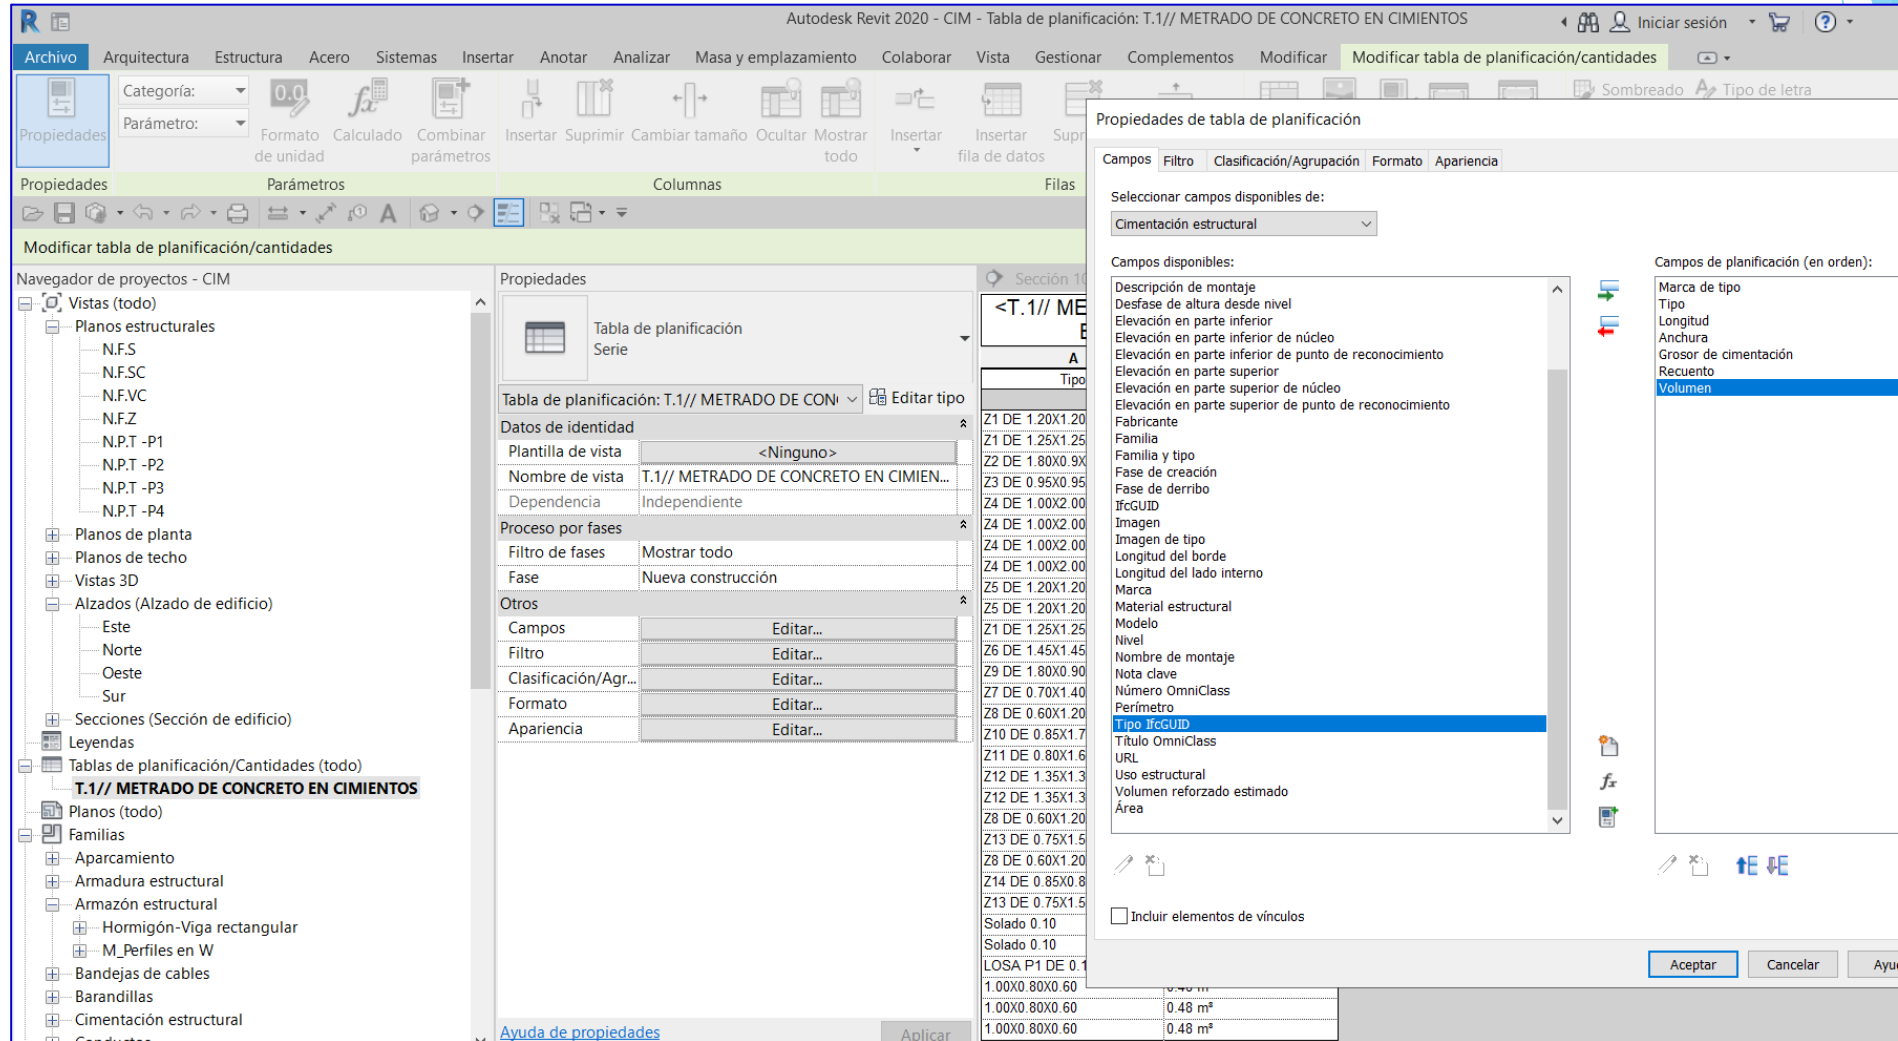 Autodesk Revit 2020 - CIM - Tabla de planificación: T.1// METRADO DE CONCRETO EN CIMIENTOS
Iniciar sesión
Archivo Arquitectura Estructura Acero Sistemas Insertar Anotar Analizar Masa y emplazamiento Colaborar Vista Gestionar Complementos Modificar Modificar tabla de planificación/cantidades
Categoría:
Parámetro:
Sombreado Tipo de letra
Propiedades Formato de unidad Calculado Combinar parámetros Insertar Suprimir Cambiar tamaño Ocultar Mostrar todo Insertar Insertar fila de datos
Propiedades Parámetros Columnas Filas
Modificar tabla de planificación/cantidades
Navegador de proyectos - CIM
Vistas (todo)
Planos estructurales
N.F.S
N.F.SC
N.F.VC
N.F.Z
N.P.T -P1
N.P.T -P2
N.P.T -P3
N.P.T -P4
Planos de planta
Planos de techo
Vistas 3D
Alzados (Alzado de edificio)
Este
Norte
Oeste
Sur
Secciones (Sección de edificio)
Leyendas
Tablas de planificación/Cantidades (todo)
T.1// METRADO DE CONCRETO EN CIMIENTOS
Planos (todo)
Familias
Aparcamiento
Armadura estructural
Armazón estructural
Hormigón-Viga rectangular
M_Perfiles en W
Bandejas de cables
Barandillas
Cimentación estructural
Propiedades
Tabla de planificación
Serie
Tabla de planificación: T.1// METRADO DE CON
Editar tipo
Datos de identidad
Plantilla de vista <Ninguno>
Nombre de vista T.1// METRADO DE CONCRETO EN CIMIEN...
Dependencia Independiente
Proceso por fases
Filtro de fases Mostrar todo
Fase Nueva construcción
Otros
Campos Editar...
Filtro Editar...
Clasificación/Agr... Editar...
Formato Editar...
Apariencia Editar...
Ayuda de propiedades
Aplicar
Sección 10
<T.1// ME
A
Tipo
Z1 DE 1.20X1.20
Z1 DE 1.25X1.25
Z2 DE 1.80X0.9X
Z3 DE 0.95X0.95
Z4 DE 1.00X2.00
Z4 DE 1.00X2.00
Z4 DE 1.00X2.00
Z4 DE 1.00X2.00
Z5 DE 1.20X1.20
Z5 DE 1.20X1.20
Z1 DE 1.25X1.25
Z6 DE 1.45X1.45
Z9 DE 1.80X0.90
Z7 DE 0.70X1.40
Z8 DE 0.60X1.20
Z10 DE 0.85X1.7
Z11 DE 0.80X1.6
Z12 DE 1.35X1.3
Z12 DE 1.35X1.3
Z8 DE 0.60X1.20
Z13 DE 0.75X1.5
Z8 DE 0.60X1.20
Z14 DE 0.85X0.8
Z13 DE 0.75X1.5
Solado 0.10
Solado 0.10
LOSA P1 DE 0.1
1.00X0.80X0.60 0.48 m³
1.00X0.80X0.60 0.48 m³
1.00X0.80X0.60 0.48 m³
Propiedades de tabla de planificación
Campos Filtro Clasificación/Agrupación Formato Apariencia
Seleccionar campos disponibles de:
Cimentación estructural
Campos disponibles:
Descripción de montaje
Desfase de altura desde nivel
Elevación en parte inferior
Elevación en parte inferior de núcleo
Elevación en parte inferior de punto de reconocimiento
Elevación en parte superior
Elevación en parte superior de núcleo
Elevación en parte superior de punto de reconocimiento
Fabricante
Familia
Familia y tipo
Fase de creación
Fase de derribo
IfcGUID
Imagen
Imagen de tipo
Longitud del borde
Longitud del lado interno
Marca
Material estructural
Modelo
Nivel
Nombre de montaje
Nota clave
Número OmniClass
Perímetro
Tipo IfcGUID
Título OmniClass
URL
Uso estructural
Volumen reforzado estimado
Área
Campos de planificación (en orden):
Marca de tipo
Tipo
Longitud
Anchura
Grosor de cimentación
Recuento
Volumen
Incluir elementos de vínculos
Aceptar Cancelar